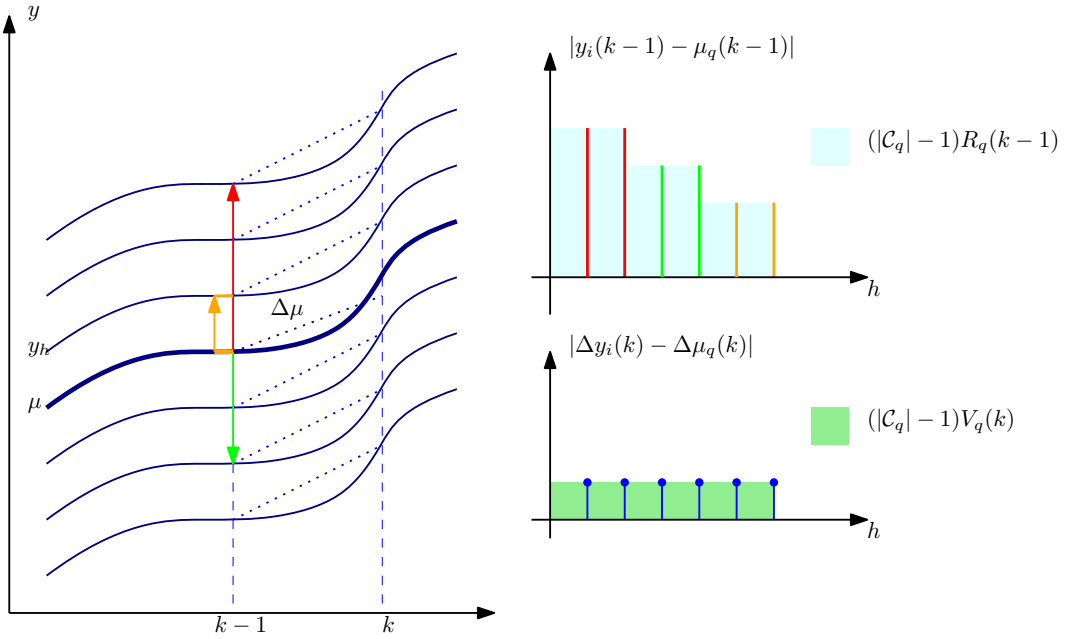 y
Δμ
y_h
μ
k − 1
k
|y_i(k − 1) − μ_q(k − 1)|
(|𝒞_q| − 1)R_q(k − 1)
h
|Δy_i(k) − Δμ_q(k)|
(|𝒞_q| − 1)V_q(k)
h